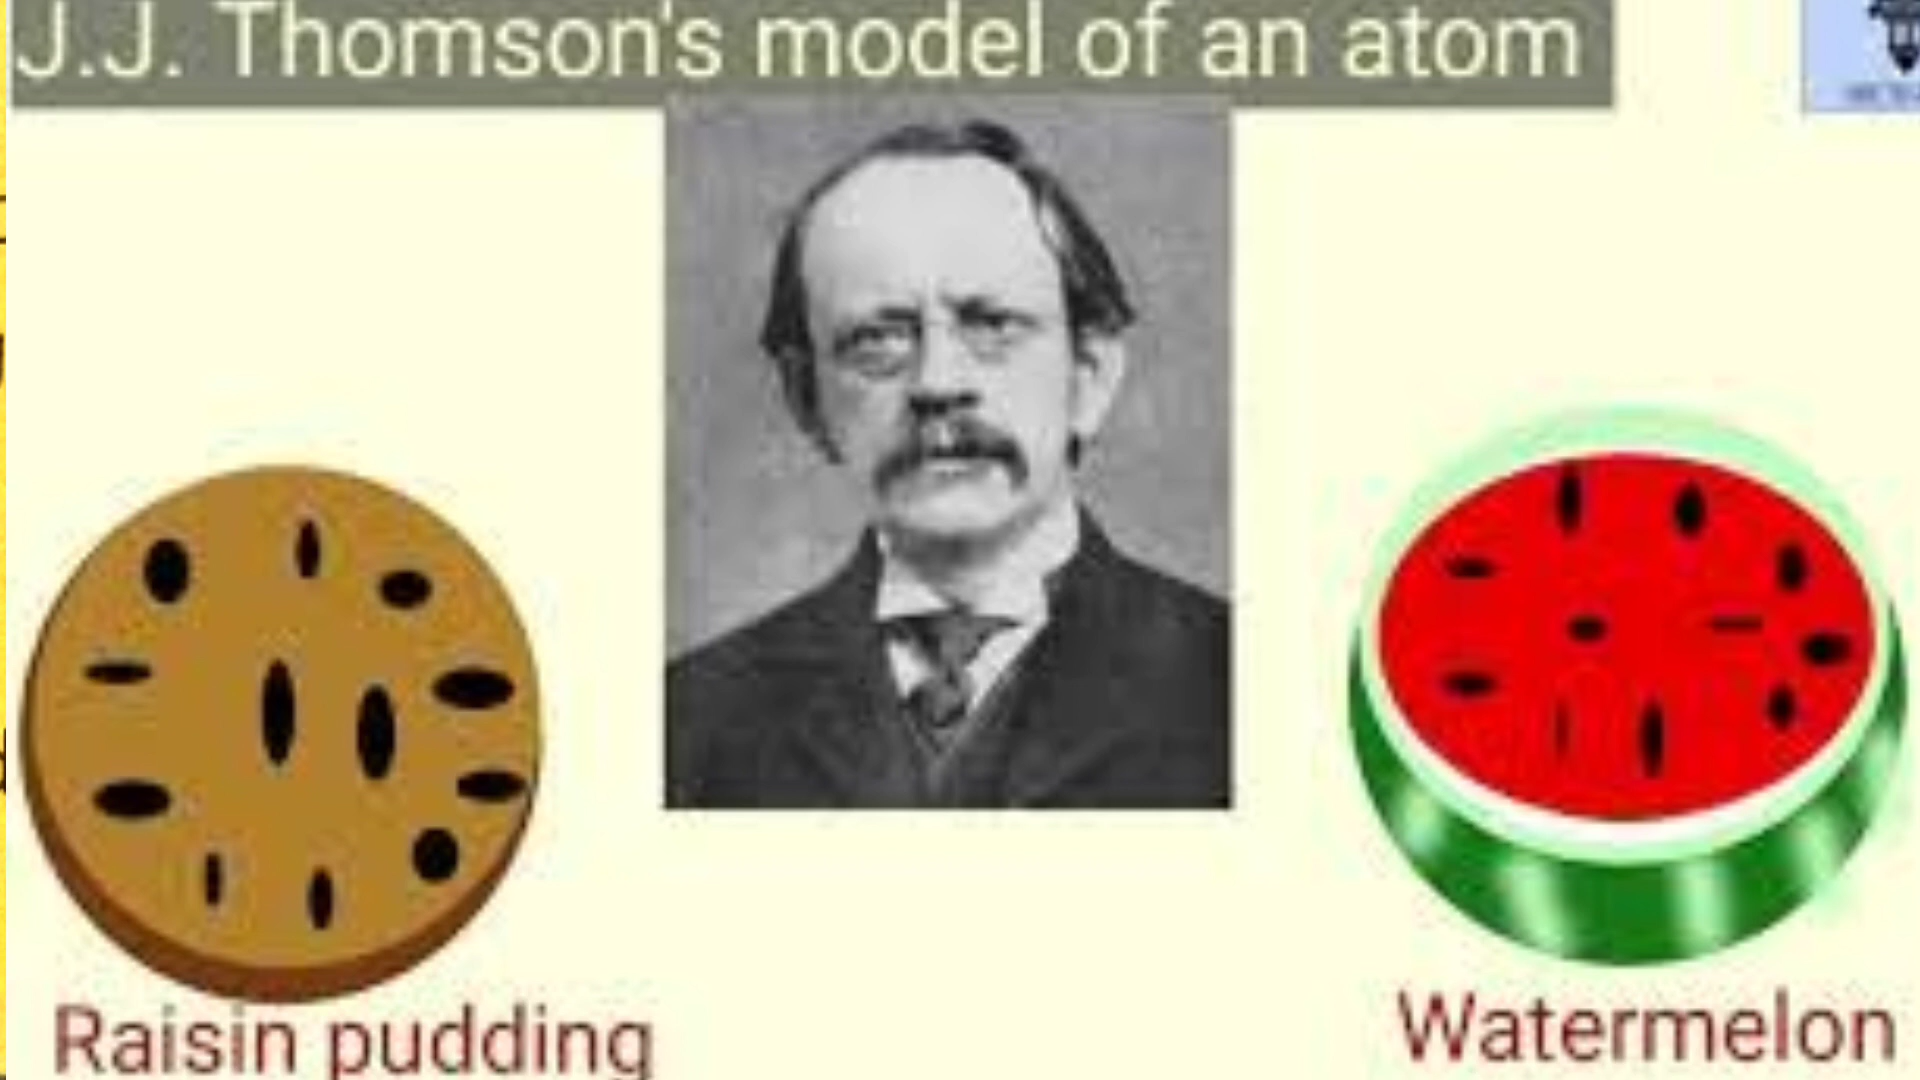 J.J. Thomson's model of an atom
Raisin pudding
Watermelon